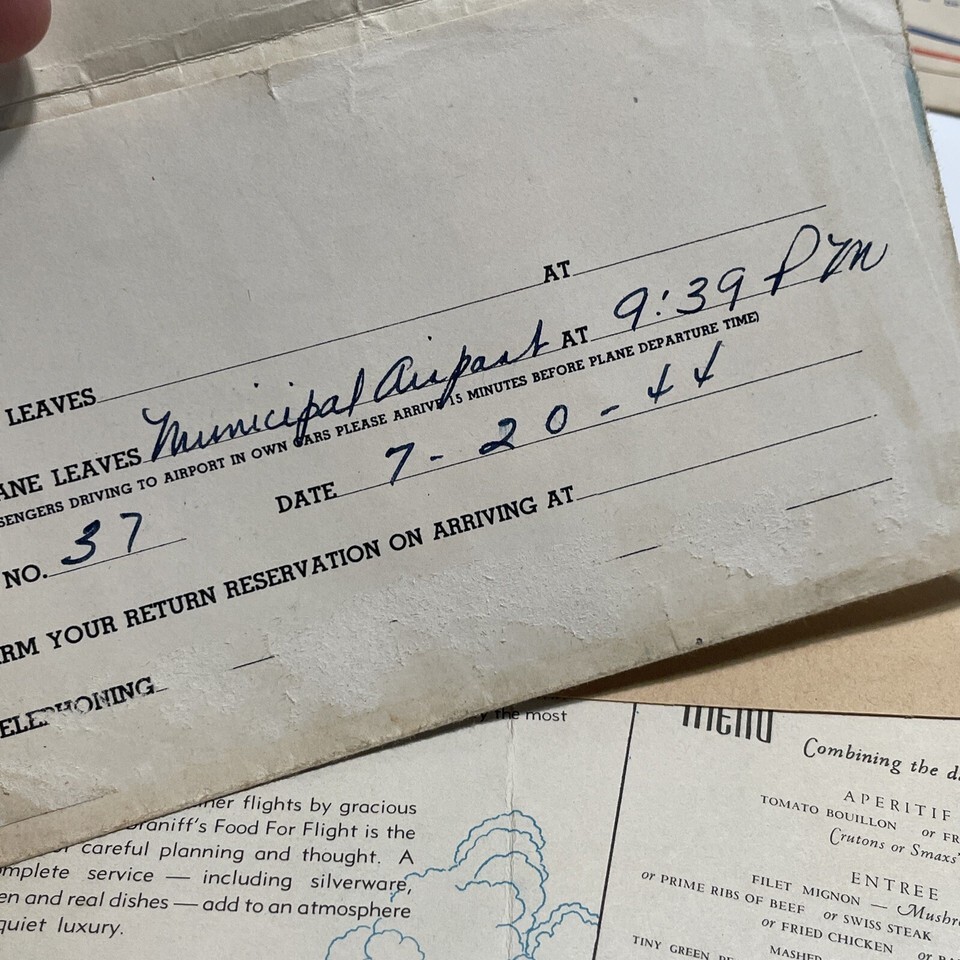 AT
LEAVES
ANE LEAVES Municipal Airport AT 9:39 PM
SENGERS DRIVING TO AIRPORT IN OWN CARS PLEASE ARRIVE 15 MINUTES BEFORE PLANE DEPARTURE TIME)
NO. 37 DATE 7-20-44
RM YOUR RETURN RESERVATION ON ARRIVING AT
ELEPHONING
the most
her flights by gracious
raniff's Food For Flight is the
careful planning and thought. A
mplete service — including silverware,
en and real dishes — add to an atmosphere
quiet luxury.
menu
Combining the d
APERITIF
TOMATO BOUILLON or FR
Crutons or Smaxs
ENTREE
FILET MIGNON — Mushro
or PRIME RIBS OF BEEF or SWISS STEAK
or FRIED CHICKEN or
TINY GREEN MASHED